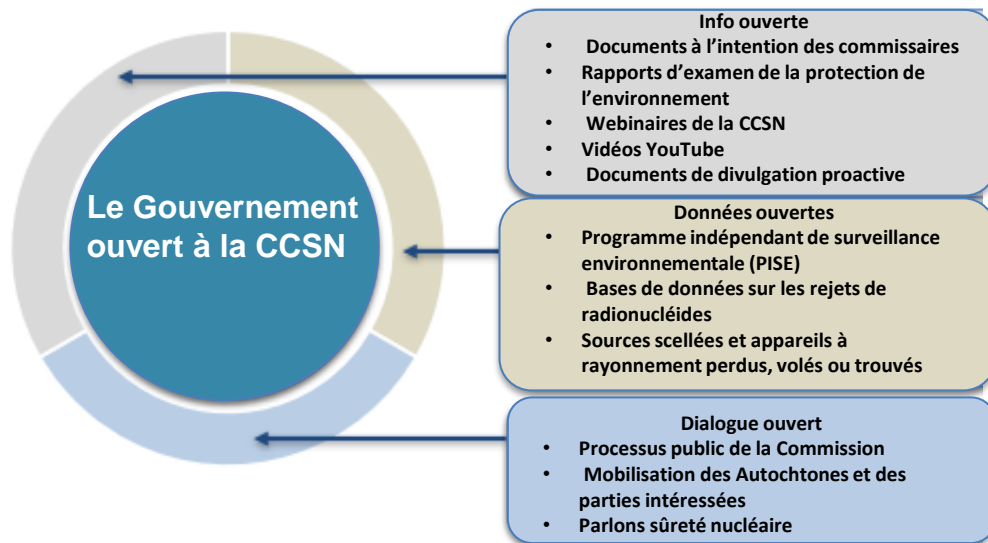 Le Gouvernement
ouvert à la CCSN
Info ouverte
• Documents à l’intention des commissaires
• Rapports d’examen de la protection de
l’environnement
• Webinaires de la CCSN
• Vidéos YouTube
• Documents de divulgation proactive
Données ouvertes
• Programme indépendant de surveillance
environnementale (PISE)
• Bases de données sur les rejets de
radionucléides
• Sources scellées et appareils à
rayonnement perdus, volés ou trouvés
Dialogue ouvert
• Processus public de la Commission
• Mobilisation des Autochtones et des
parties intéressées
• Parlons sûreté nucléaire